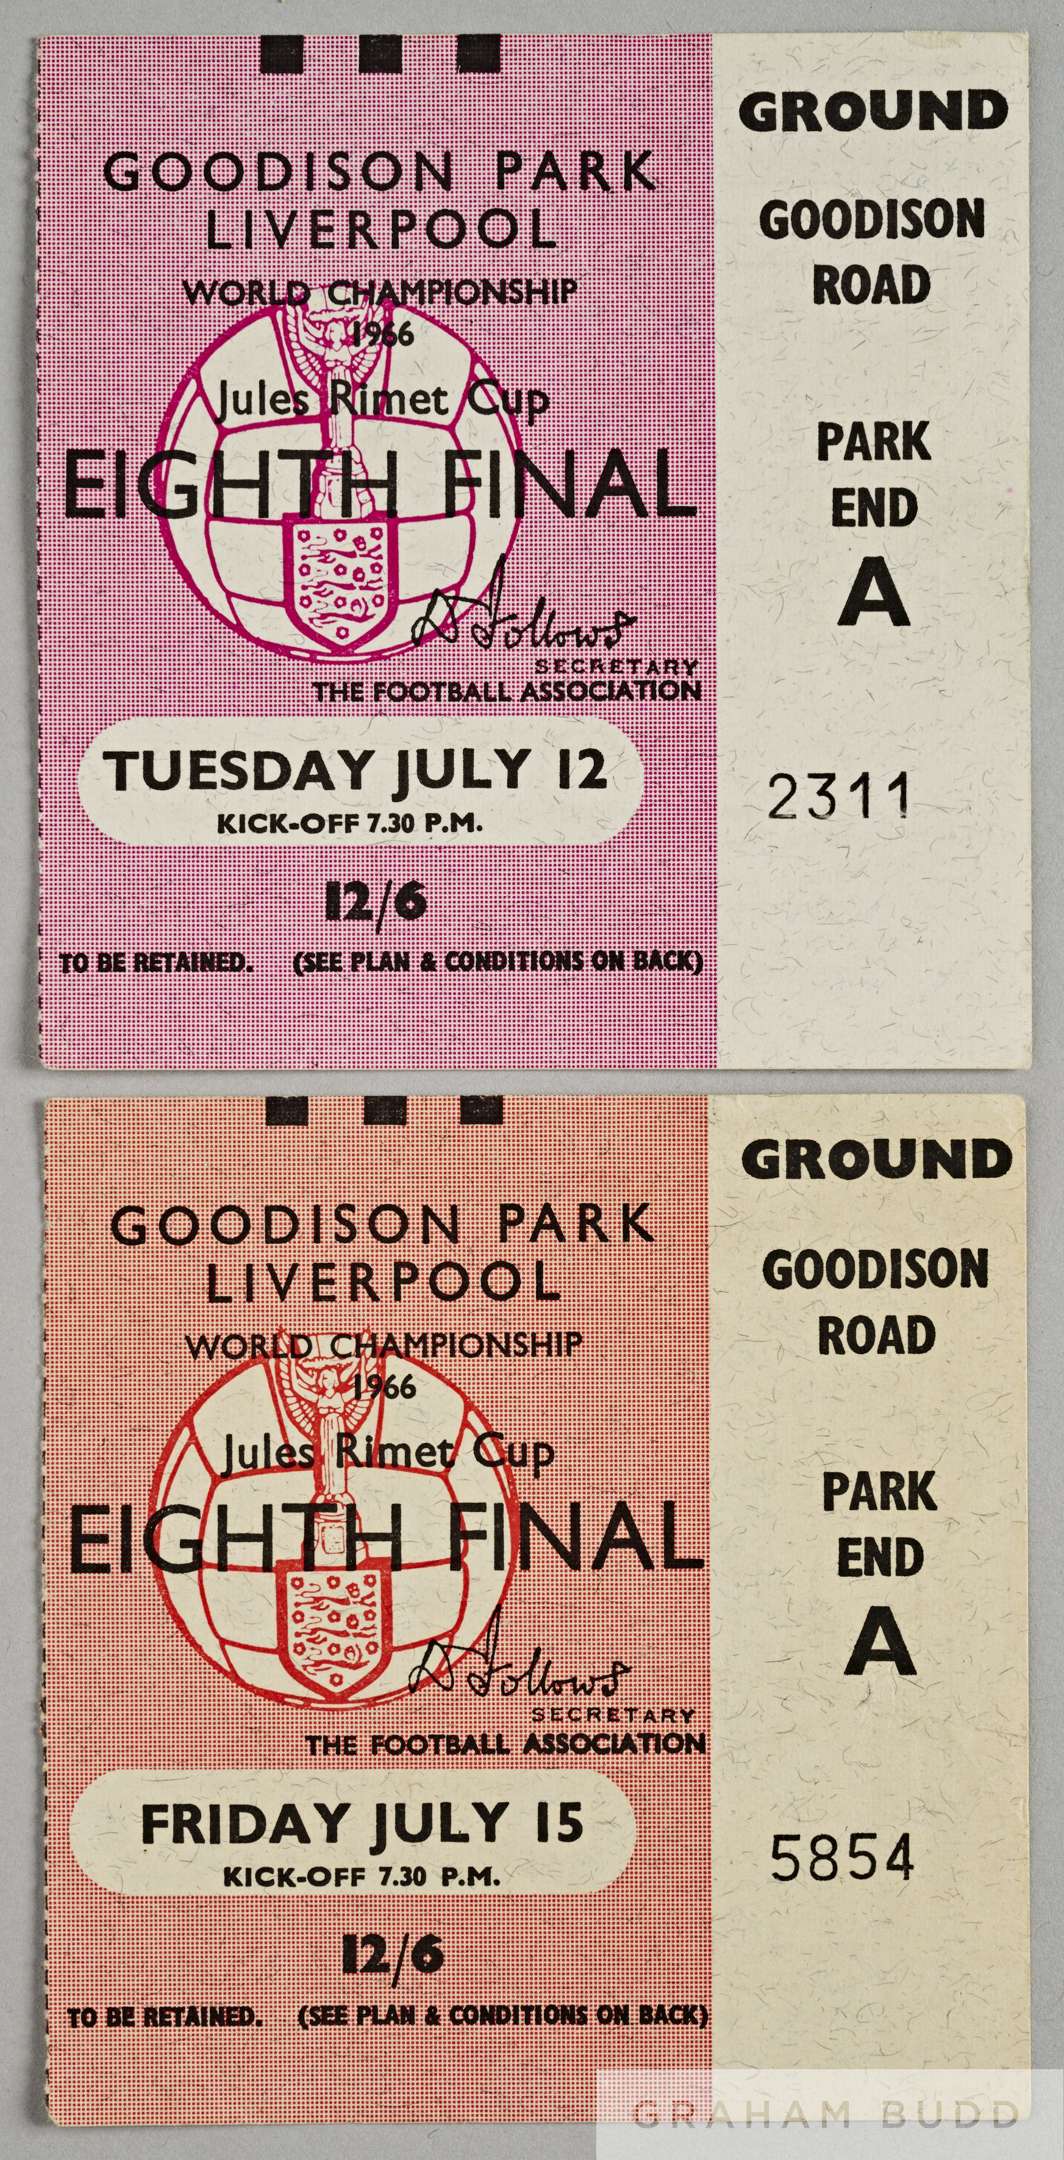 GOODISON PARK
LIVERPOOL
WORLD CHAMPIONSHIP
1966
Jules Rimet Cup
EIGHTH FINAL
D Follows
SECRETARY
THE FOOTBALL ASSOCIATION
TUESDAY JULY 12
KICK-OFF 7.30 P.M.
12/6
TO BE RETAINED. (SEE PLAN & CONDITIONS ON BACK)
GROUND
GOODISON
ROAD
PARK
END
A
2311
GOODISON PARK
LIVERPOOL
WORLD CHAMPIONSHIP
1966
Jules Rimet Cup
EIGHTH FINAL
D Follows
SECRETARY
THE FOOTBALL ASSOCIATION
FRIDAY JULY 15
KICK-OFF 7.30 P.M.
12/6
TO BE RETAINED. (SEE PLAN & CONDITIONS ON BACK)
GROUND
GOODISON
ROAD
PARK
END
A
5854
GRAHAM BUDD